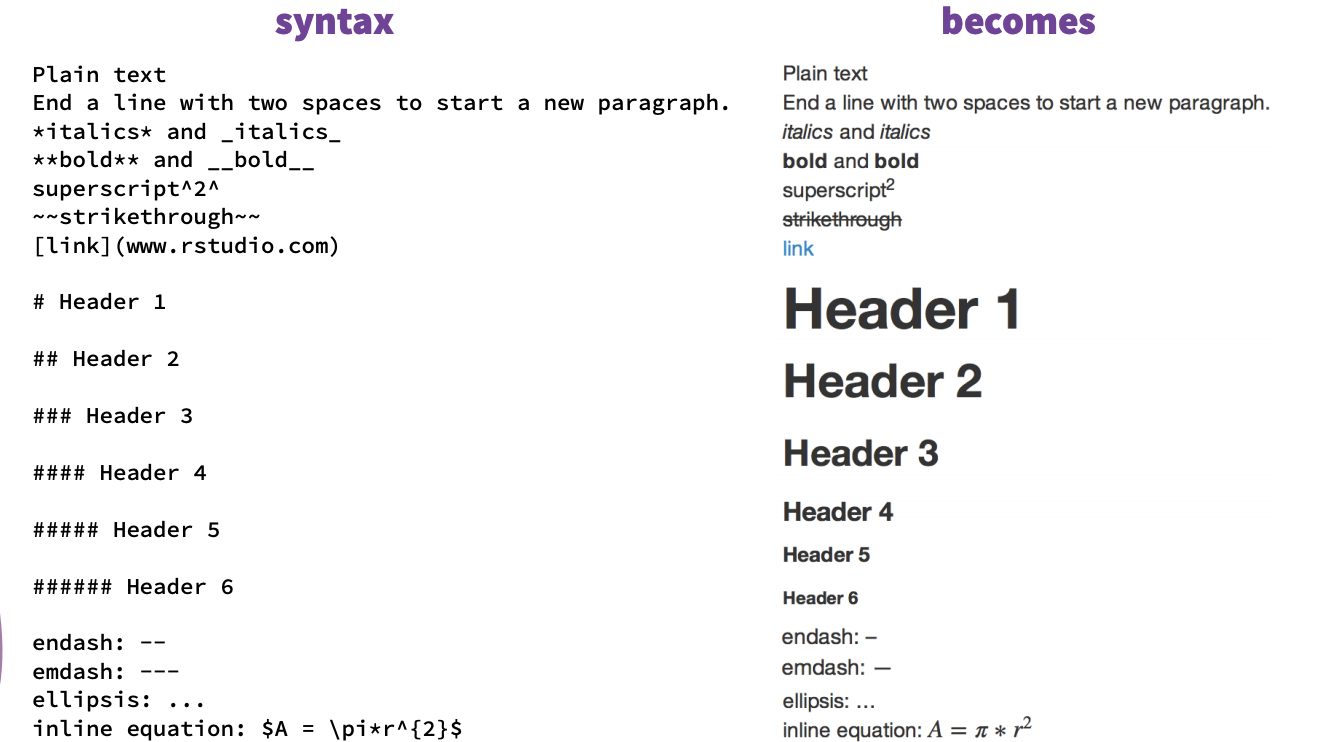 syntax
Plain text
End a line with two spaces to start a new paragraph.
*italics* and _italics_
**bold** and __bold__
superscript^2^
~~strikethrough~~
[link](www.rstudio.com)
# Header 1
## Header 2
### Header 3
#### Header 4
##### Header 5
###### Header 6
endash: --
emdash: ---
ellipsis: ...
inline equation: $A = \pi*r^{2}$
becomes
Plain text
End a line with two spaces to start a new paragraph.
italics and italics
bold and bold
superscript²
strikethrough
link
Header 1
Header 2
Header 3
Header 4
Header 5
Header 6
endash: –
emdash: —
ellipsis: …
inline equation: A = π ∗ r²